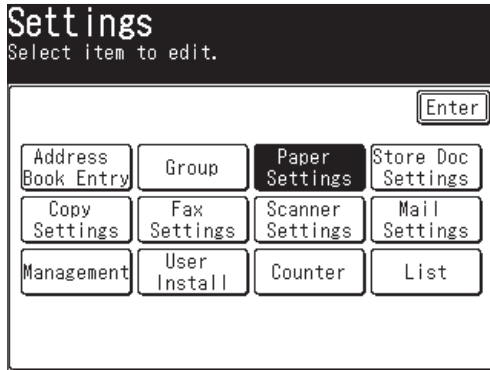 Settings
Select item to edit.
Enter
Address
Book Entry
Group
Paper
Settings
Store Doc
Settings
Copy
Settings
Fax
Settings
Scanner
Settings
Mail
Settings
Management
User
Install
Counter
List